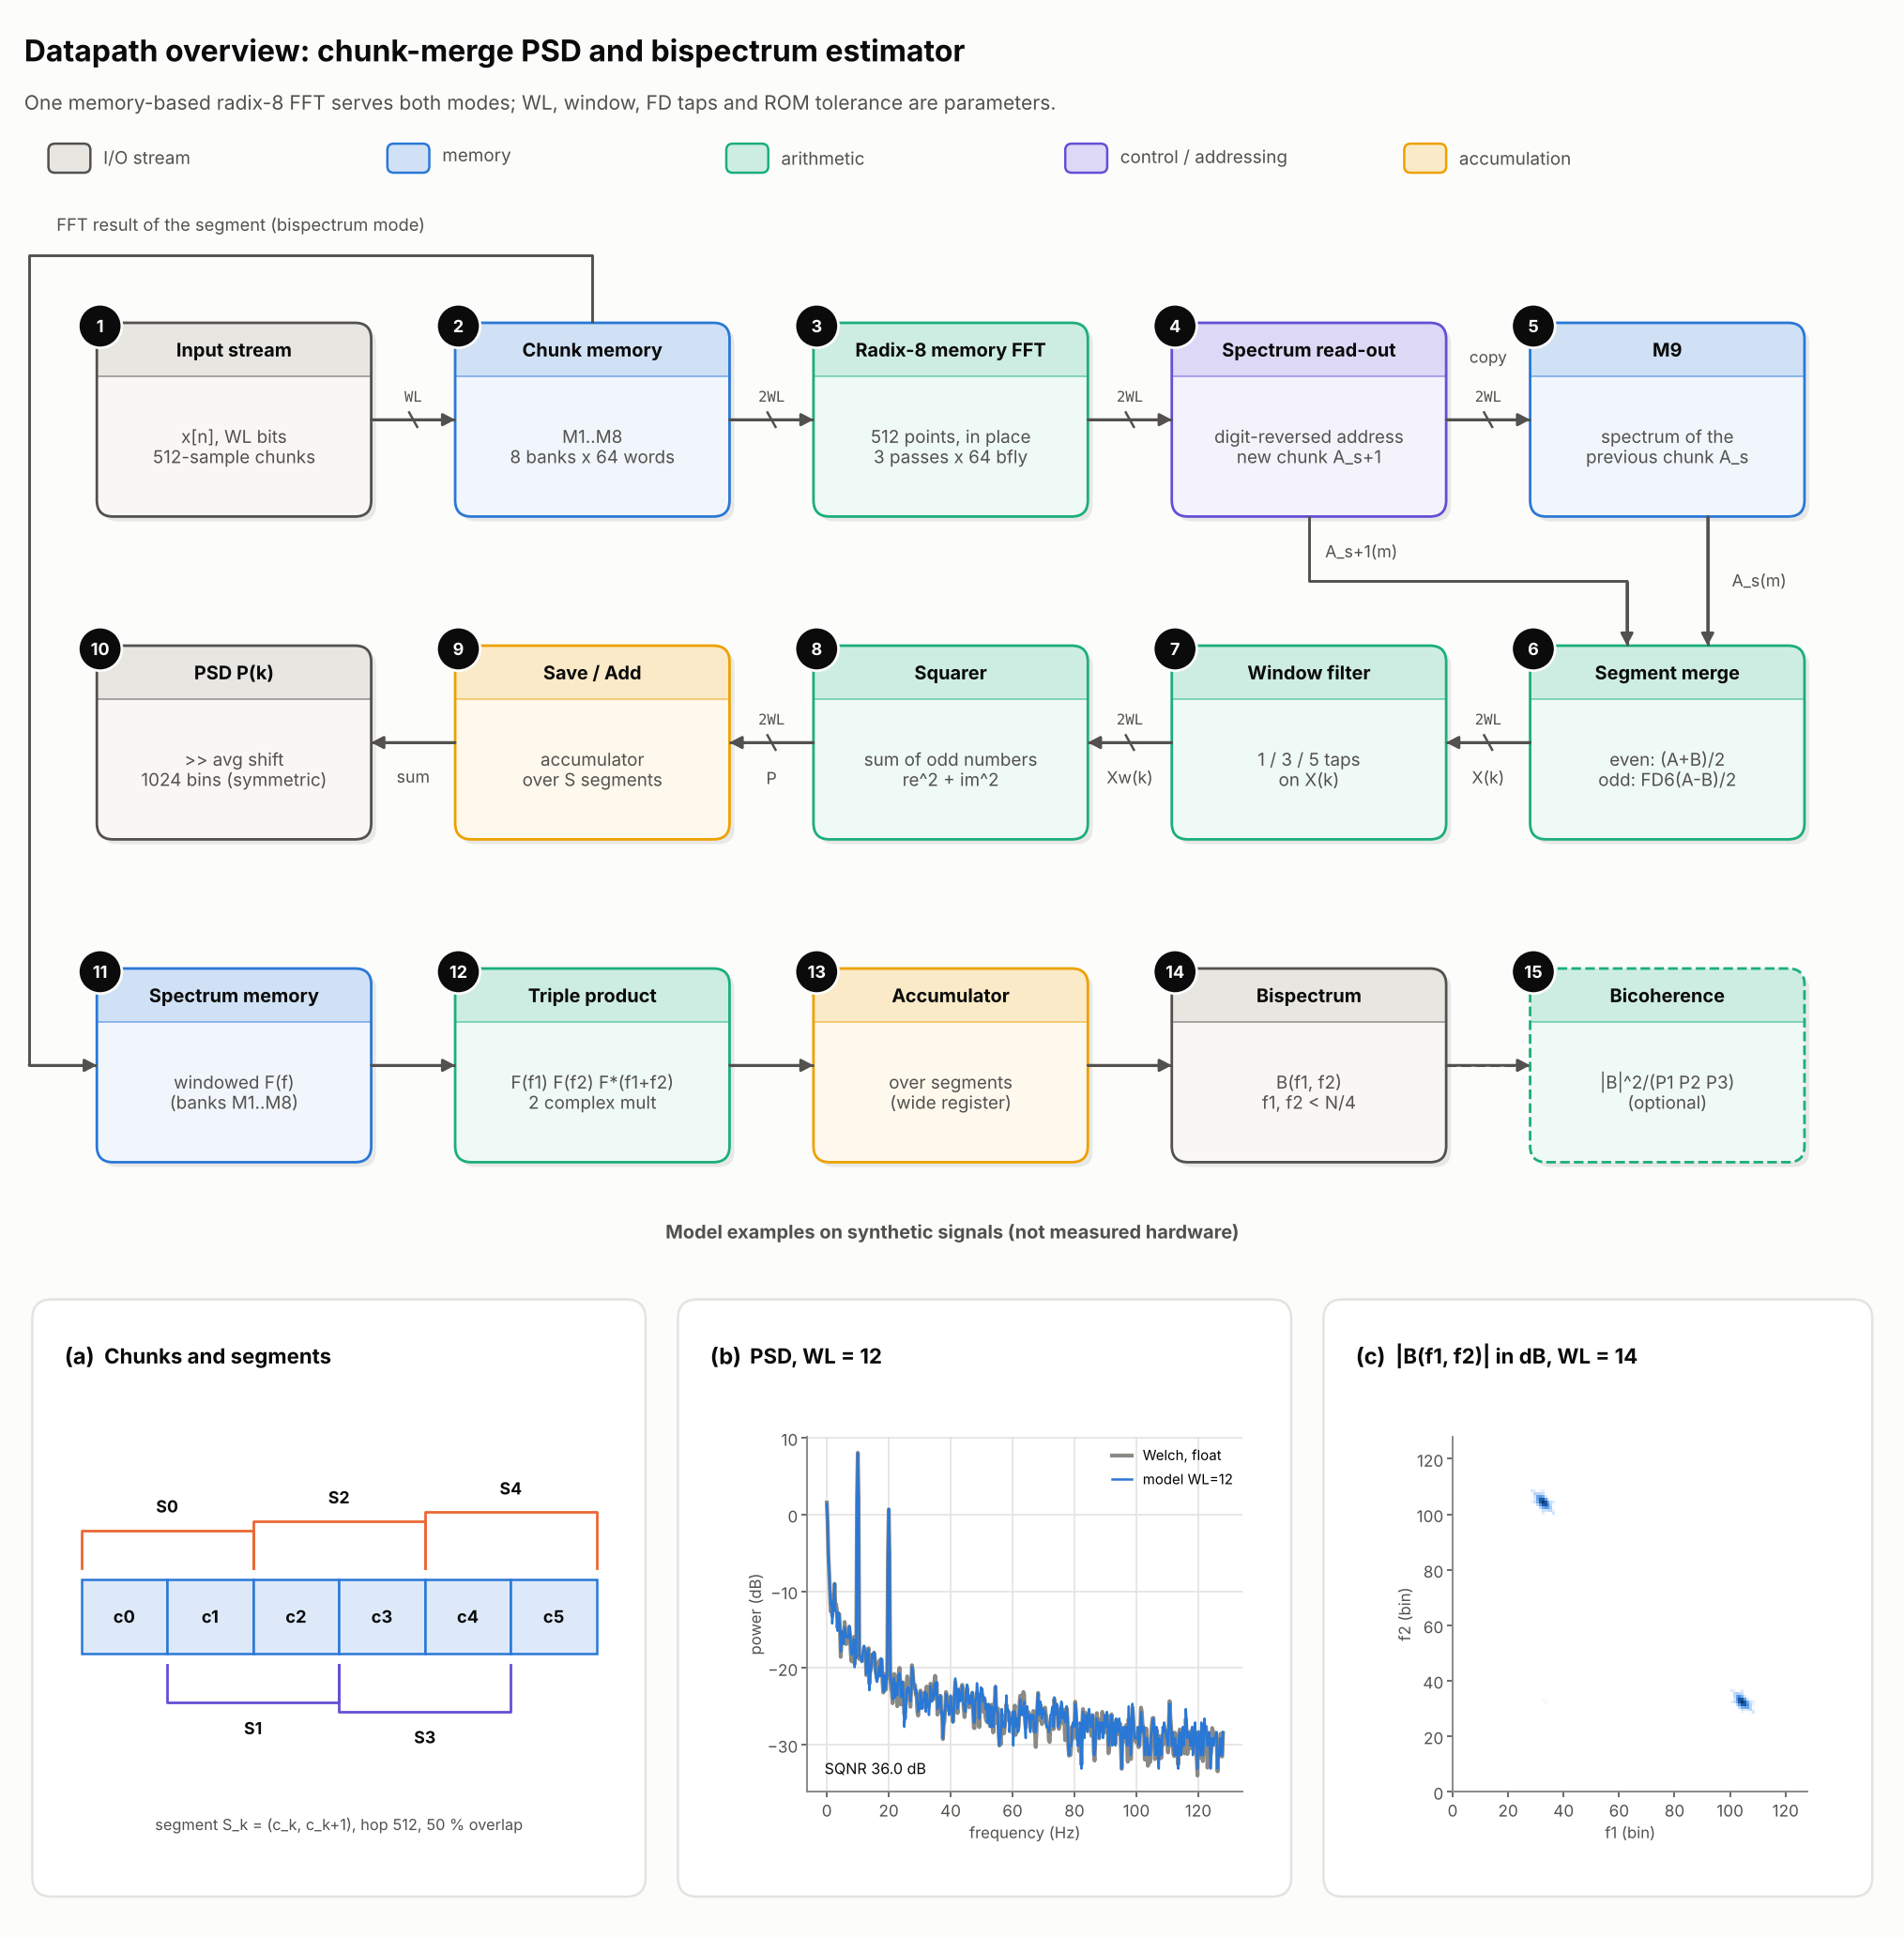 Datapath overview: chunk-merge PSD and bispectrum estimator
One memory-based radix-8 FFT serves both modes; WL, window, FD taps and ROM tolerance are parameters.
I/O stream
memory
arithmetic
control / addressing
accumulation
FFT result of the segment (bispectrum mode)
1
Input stream
x[n], WL bits
512-sample chunks
WL
2
Chunk memory
M1..M8
8 banks x 64 words
2WL
3
Radix-8 memory FFT
512 points, in place
3 passes x 64 bfly
2WL
4
Spectrum read-out
digit-reversed address
new chunk A_s+1
copy
2WL
5
M9
spectrum of the
previous chunk A_s
A_s+1(m)
A_s(m)
10
PSD P(k)
>> avg shift
1024 bins (symmetric)
sum
9
Save / Add
accumulator
over S segments
2WL
P
8
Squarer
sum of odd numbers
re^2 + im^2
2WL
Xw(k)
7
Window filter
1 / 3 / 5 taps
on X(k)
2WL
X(k)
6
Segment merge
even: (A+B)/2
odd: FD6(A-B)/2
11
Spectrum memory
windowed F(f)
(banks M1..M8)
12
Triple product
F(f1) F(f2) F*(f1+f2)
2 complex mult
13
Accumulator
over segments
(wide register)
14
Bispectrum
B(f1, f2)
f1, f2 < N/4
15
Bicoherence
|B|^2/(P1 P2 P3)
(optional)
Model examples on synthetic signals (not measured hardware)
(a) Chunks and segments
S0
S2
S4
c0
c1
c2
c3
c4
c5
S1
S3
segment S_k = (c_k, c_k+1), hop 512, 50 % overlap
(b) PSD, WL = 12
10
0
−10
−20
−30
power (dB)
Welch, float
model WL=12
SQNR 36.0 dB
0
20
40
60
80
100
120
frequency (Hz)
(c) |B(f1, f2)| in dB, WL = 14
120
100
80
60
40
20
0
f2 (bin)
0
20
40
60
80
100
120
f1 (bin)